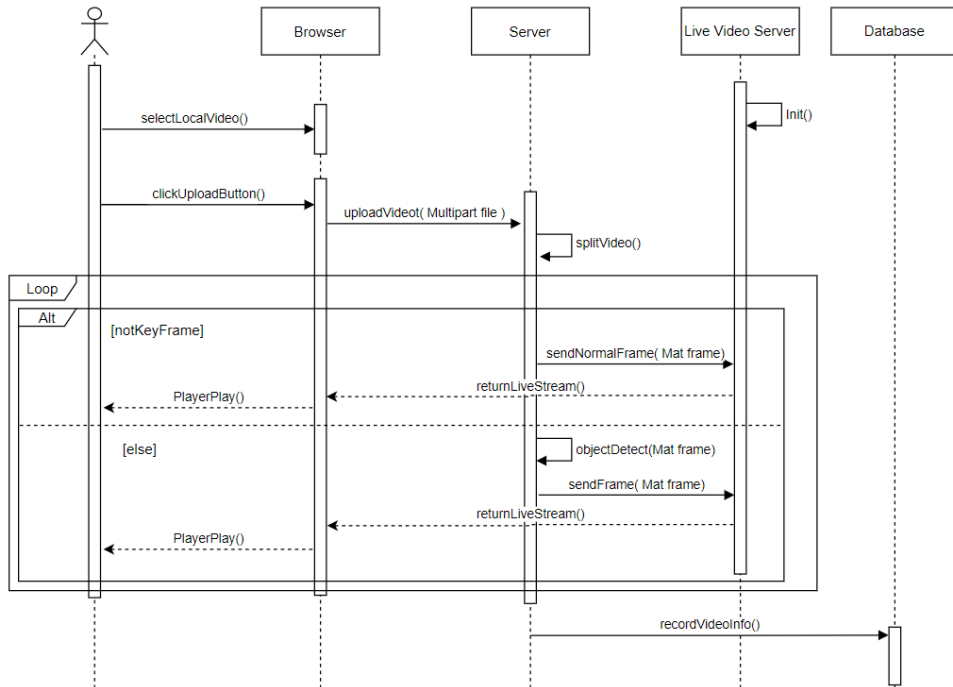 Browser
Server
Live Video Server
Database
Init()
selectLocalVideo()
clickUploadButton()
uploadVideot( Multipart file )
splitVideo()
Loop
Alt
[notKeyFrame]
sendNormalFrame( Mat frame)
returnLiveStream()
PlayerPlay()
[else]
objectDetect(Mat frame)
sendFrame( Mat frame)
returnLiveStream()
PlayerPlay()
recordVideoInfo()